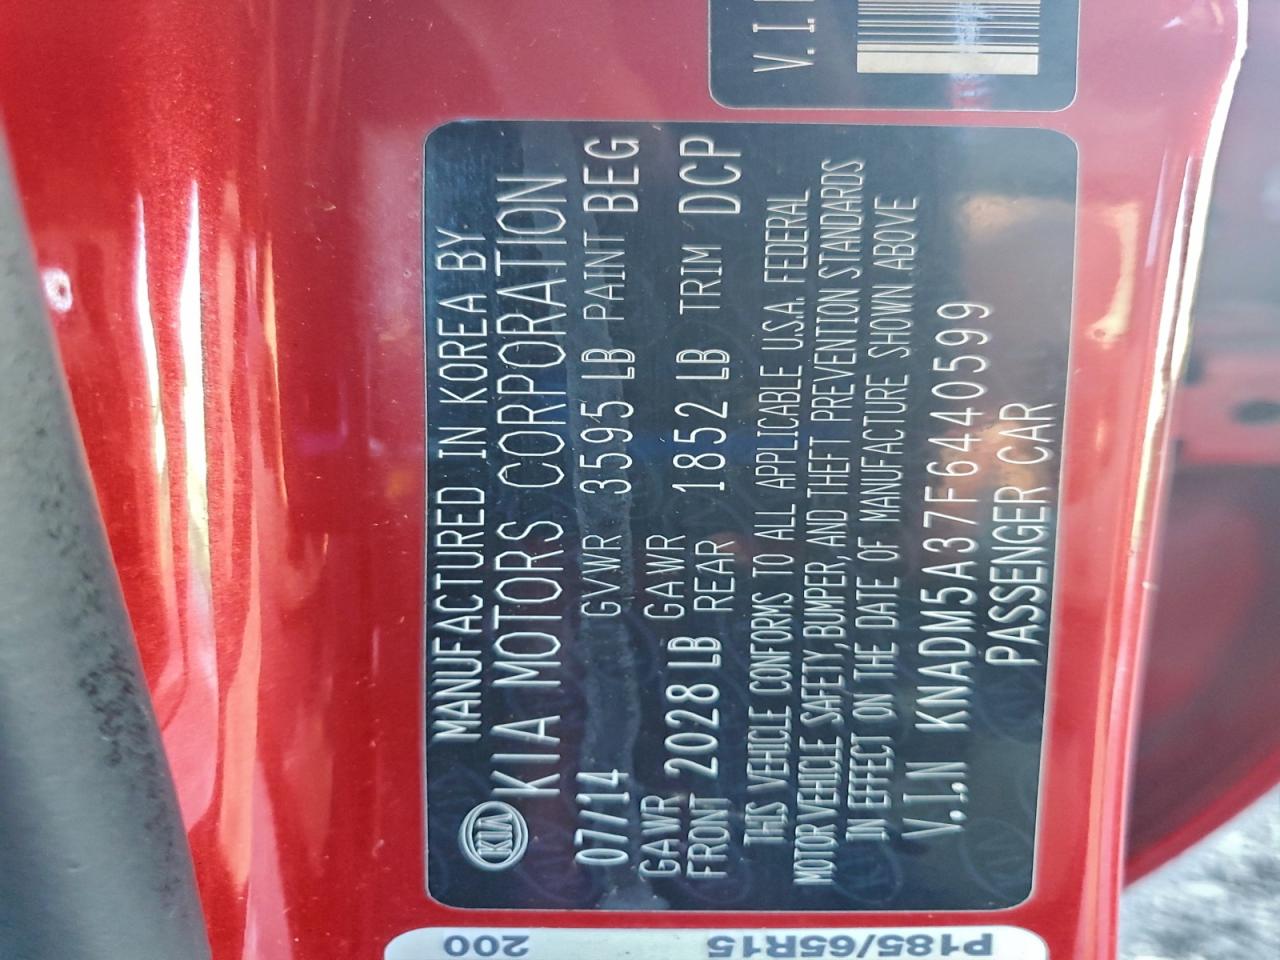 V.I.
MANUFACTURED IN KOREA BY
KIA KIA MOTORS CORPORATION
07/14 GVWR 3595 LB PAINT BEG
GAWR FRONT 2028 LB GAWR REAR 1852 LB TRIM DCP
THIS VEHICLE CONFORMS TO ALL APPLICABLE U.S.A. FEDERAL
MOTOR VEHICLE SAFETY, BUMPER, AND THEFT PREVENTION STANDARDS
IN EFFECT ON THE DATE OF MANUFACTURE SHOWN ABOVE
V.I.N KNADM5A37F6440599
PASSENGER CAR
P185/65R15
200